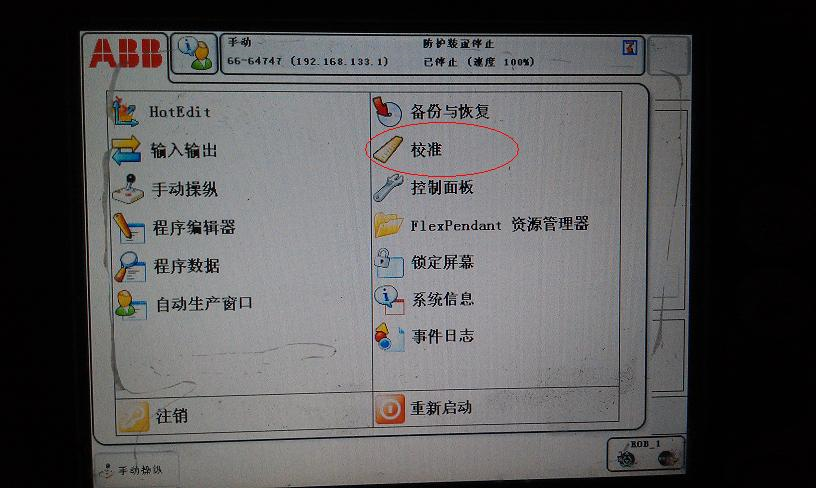 ABB
手动
66-64747 (192.168.133.1)
防护装置停止
已停止 (速度 100%)
HotEdit
输入输出
手动操纵
程序编辑器
程序数据
自动生产窗口
备份与恢复
校准
控制面板
FlexPendant 资源管理器
锁定屏幕
系统信息
事件日志
注销
重新启动
手动操纵
ROB_1